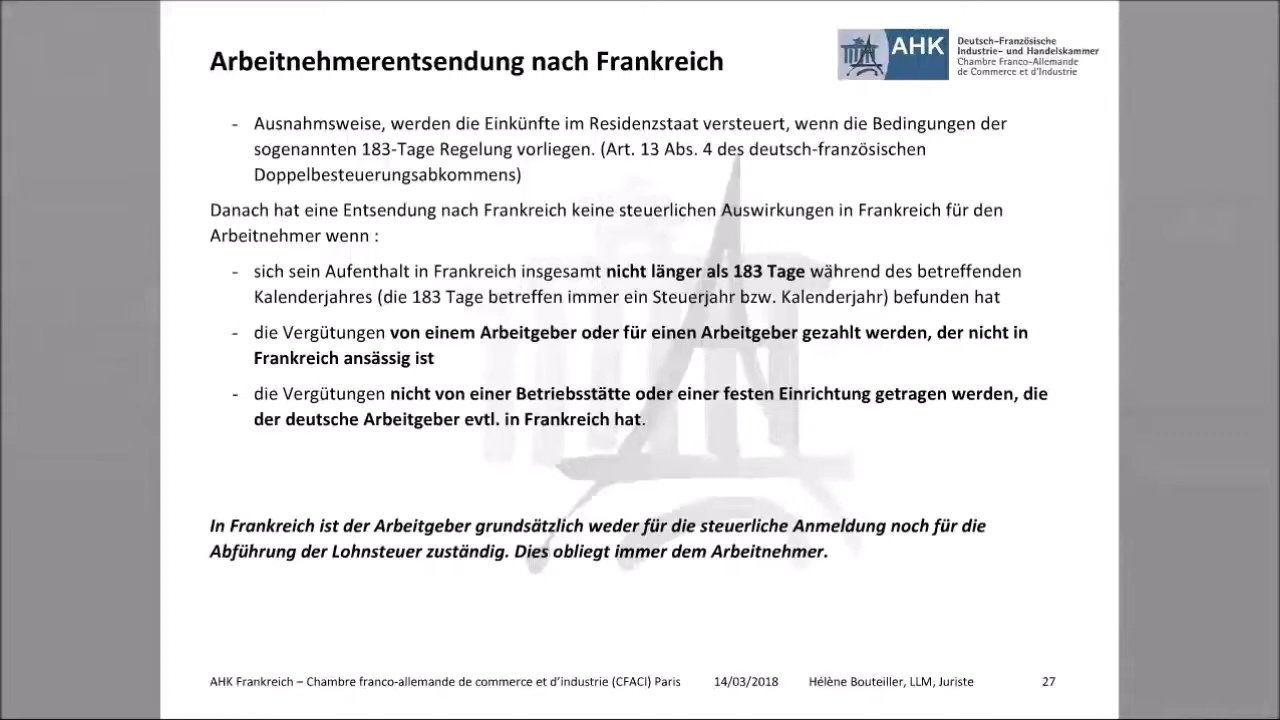 Arbeitnehmerentsendung nach Frankreich
AHK
Deutsch-Französische
Industrie- und Handelskammer
Chambre Franco-Allemande
de Commerce et d'Industrie
- Ausnahmsweise, werden die Einkünfte im Residenzstaat versteuert, wenn die Bedingungen der
sogenannten 183-Tage Regelung vorliegen. (Art. 13 Abs. 4 des deutsch-französischen
Doppelbesteuerungsabkommens)
Danach hat eine Entsendung nach Frankreich keine steuerlichen Auswirkungen in Frankreich für den
Arbeitnehmer wenn :
- sich sein Aufenthalt in Frankreich insgesamt nicht länger als 183 Tage während des betreffenden
Kalenderjahres (die 183 Tage betreffen immer ein Steuerjahr bzw. Kalenderjahr) befunden hat
- die Vergütungen von einem Arbeitgeber oder für einen Arbeitgeber gezahlt werden, der nicht in
Frankreich ansässig ist
- die Vergütungen nicht von einer Betriebsstätte oder einer festen Einrichtung getragen werden, die
der deutsche Arbeitgeber evtl. in Frankreich hat.
In Frankreich ist der Arbeitgeber grundsätzlich weder für die steuerliche Anmeldung noch für die
Abführung der Lohnsteuer zuständig. Dies obliegt immer dem Arbeitnehmer.
AHK Frankreich – Chambre franco-allemande de commerce et d'industrie (CFACI) Paris 14/03/2018 Hélène Bouteiller, LLM, Juriste 27